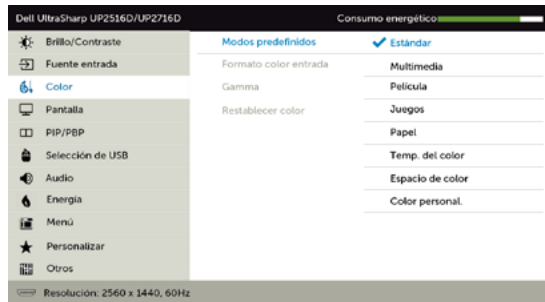 Dell UltraSharp UP2516D/UP2716D
Consumo energético
Brillo/Contraste
Fuente entrada
Color
Pantalla
PIP/PBP
Selección de USB
Audio
Energía
Menú
Personalizar
Otros
Modos predefinidos
Formato color entrada
Gamma
Restablecer color
Estándar
Multimedia
Película
Juegos
Papel
Temp. del color
Espacio de color
Color personal.
Resolución: 2560 x 1440, 60Hz